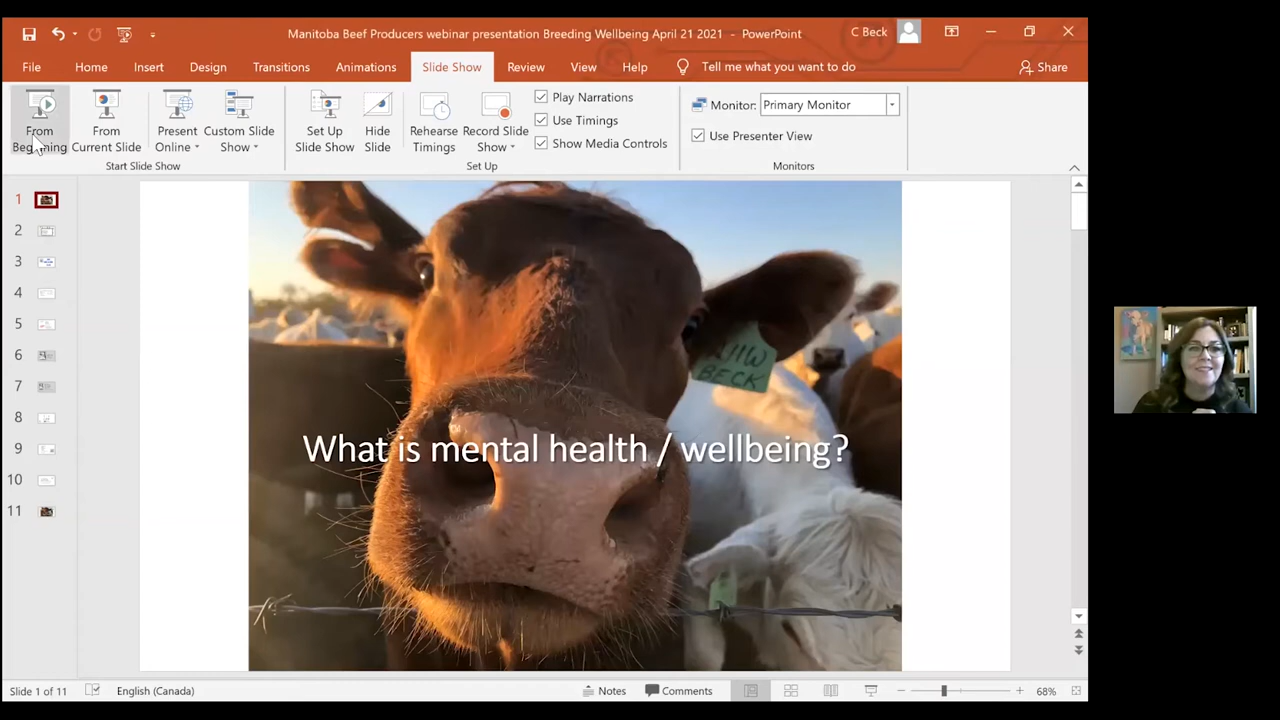 Manitoba Beef Producers webinar presentation Breeding Wellbeing April 21 2021 - PowerPoint
C Beck
File Home Insert Design Transitions Animations Slide Show Review View Help Tell me what you want to do Share
From Beginning
From Current Slide
Present Online
Custom Slide Show
Start Slide Show
Set Up Slide Show
Hide Slide
Rehearse Timings
Record Slide Show
Play Narrations
Use Timings
Show Media Controls
Set Up
Monitor: Primary Monitor
Use Presenter View
Monitors
1
2
3
4
5
6
7
8
9
10
11
BECK
What is mental health / wellbeing?
Slide 1 of 11 English (Canada) Notes Comments 68%